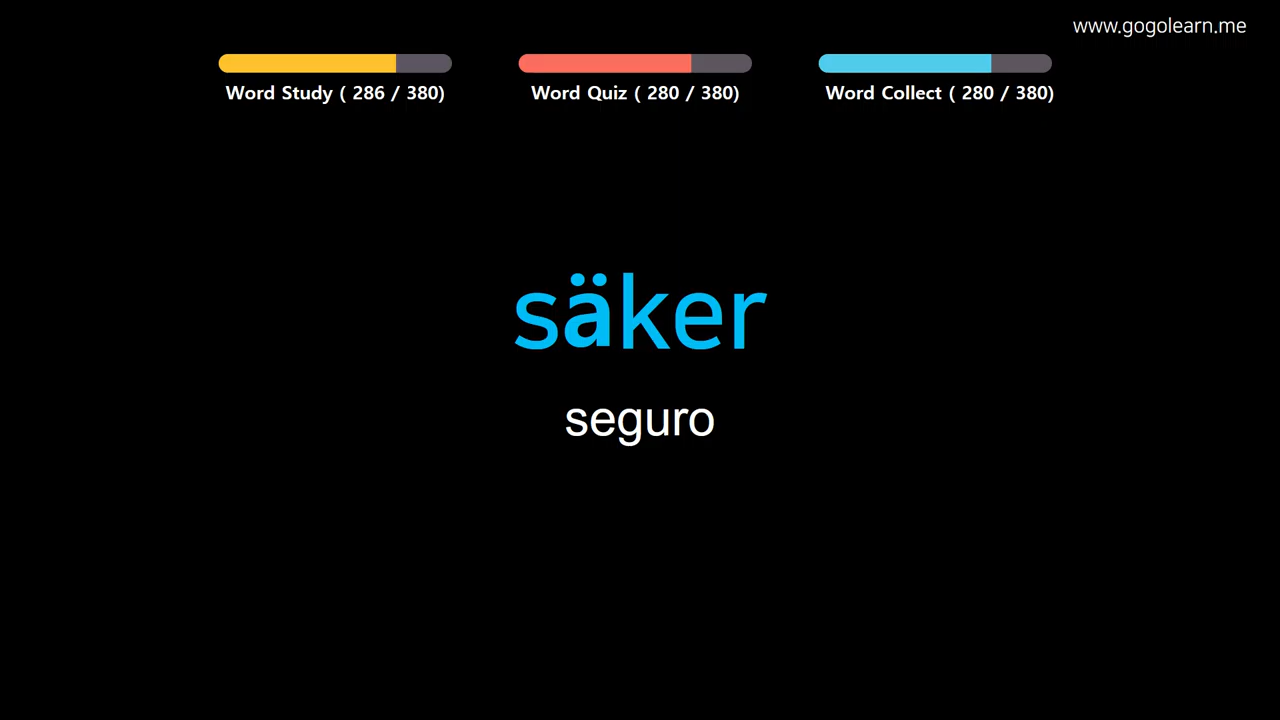 www.gogolearn.me
Word Study ( 286 / 380)
Word Quiz ( 280 / 380)
Word Collect ( 280 / 380)
säker
seguro